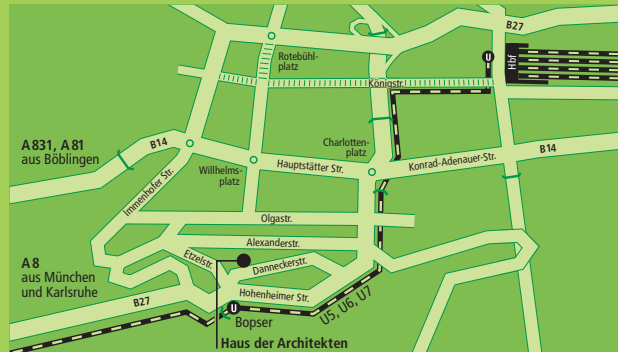 B27
Hbf
U
Rotebühl-
platz
Königstr.
A 831, A 81
aus Böblingen
B14
Charlotten-
platz
Hauptstätter Str.
Konrad-Adenauer-Str.
B14
Willhelms-
platz
Immenhofer Str.
Olgastr.
Alexanderstr.
Etzelstr.
Danneckerstr.
A 8
aus München
und Karlsruhe
Hohenheimer Str.
B27
U
U5, U6, U7
Bopser
Haus der Architekten